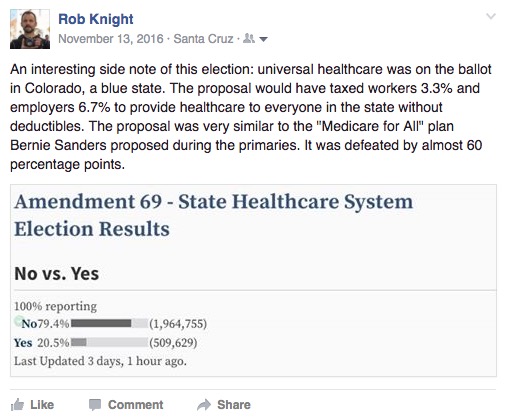 Rob Knight
November 13, 2016 · Santa Cruz ·
An interesting side note of this election: universal healthcare was on the ballot
in Colorado, a blue state. The proposal would have taxed workers 3.3% and
employers 6.7% to provide healthcare to everyone in the state without
deductibles. The proposal was very similar to the "Medicare for All" plan
Bernie Sanders proposed during the primaries. It was defeated by almost 60
percentage points.
Amendment 69 - State Healthcare System
Election Results
No vs. Yes
100% reporting
No79.4% (1,964,755)
Yes 20.5% (509,629)
Last Updated 3 days, 1 hour ago.
Like Comment Share